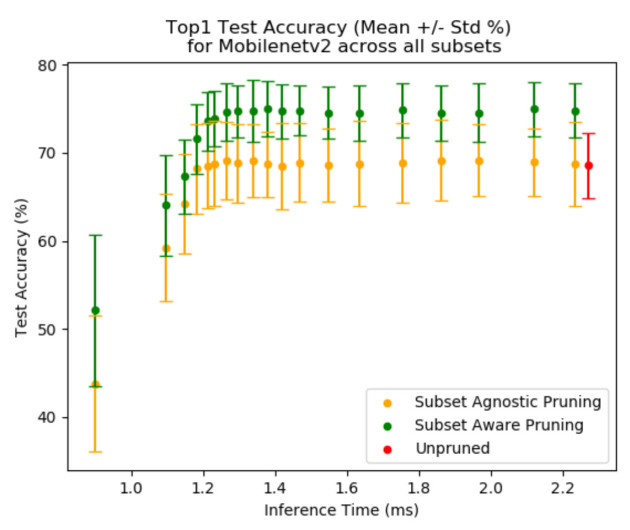 Top1 Test Accuracy (Mean +/- Std %)
for Mobilenetv2 across all subsets
80
70
60
50
40
Test Accuracy (%)
Subset Agnostic Pruning
Subset Aware Pruning
Unpruned
1.0 1.2 1.4 1.6 1.8 2.0 2.2
Inference Time (ms)